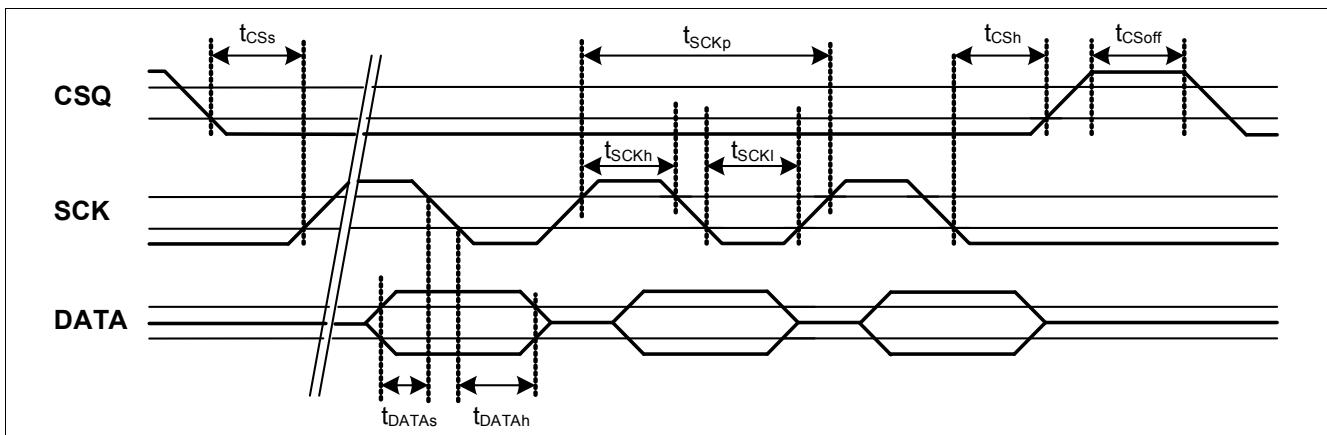 tCSs
tSCKp
tCSh
tCSoff
CSQ
tSCKh
tSCKl
SCK
DATA
tDATAs
tDATAh